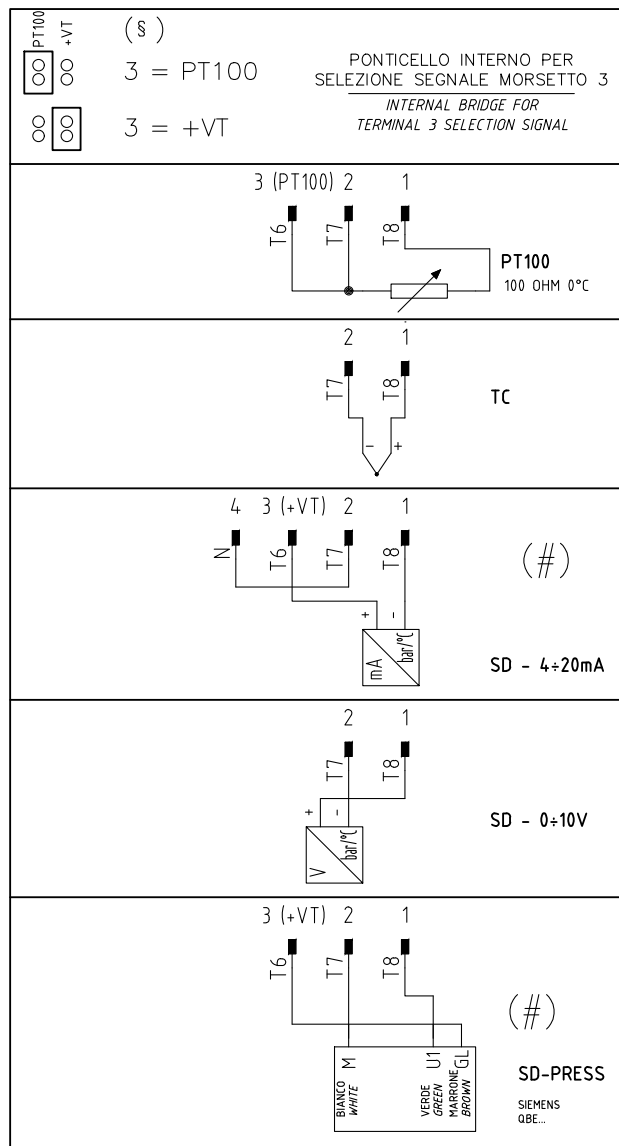 PT100
+VT
(§)
3 = PT100
3 = +VT
PONTICELLO INTERNO PER
SELEZIONE SEGNALE MORSETTO 3
INTERNAL BRIDGE FOR
TERMINAL 3 SELECTION SIGNAL
3 (PT100) 2 1
T6 T7 T8
PT100
100 OHM 0°C
2 1
T7 T8
- +
TC
4 3 (+VT) 2 1
N T6 T7 T8
+ -
mA bar/°C
(#)
SD - 4÷20mA
2 1
T7 T8
+ -
V bar/°C
SD - 0÷10V
3 (+VT) 2 1
T6 T7 T8
M U1 GL
BIANCO
WHITE
VERDE
GREEN
MARRONE
BROWN
(#)
SD-PRESS
SIEMENS
QBE...